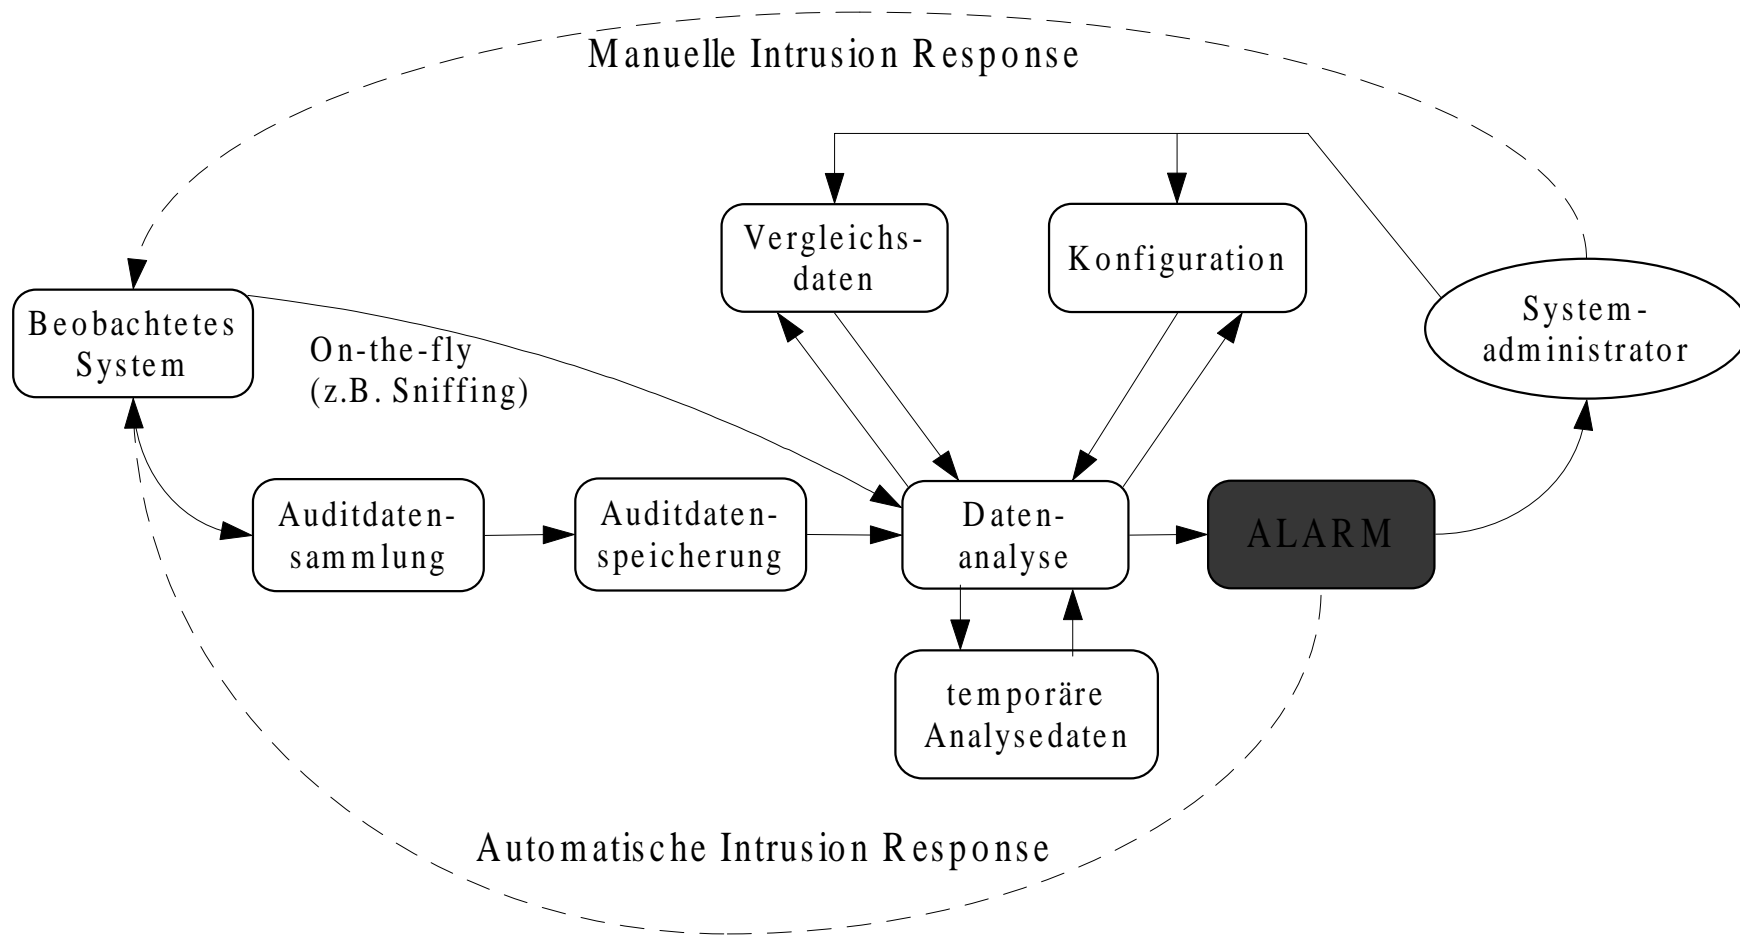 Manuelle Intrusion Response
Vergleichs-
daten
Konfiguration
System-
administrator
Beobachtetes
System
On-the-fly
(z.B. Sniffing)
Auditdaten-
sammlung
Auditdaten-
speicherung
Daten-
analyse
ALARM
temporäre
Analysedaten
Automatische Intrusion Response